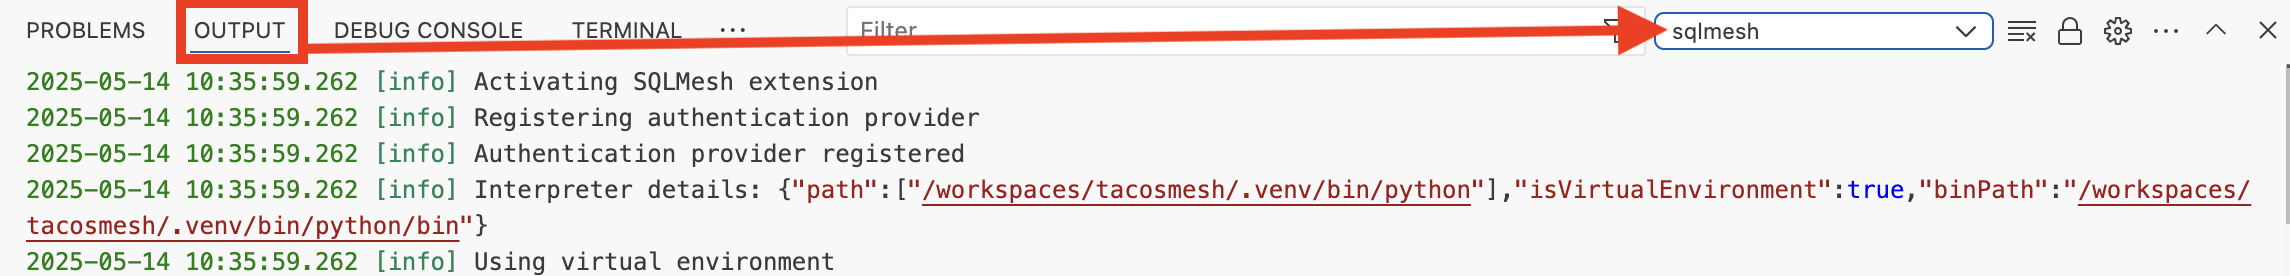 PROBLEMS OUTPUT DEBUG CONSOLE TERMINAL ··· Filter sqlmesh ···
2025-05-14 10:35:59.262 [info] Activating SQLMesh extension
2025-05-14 10:35:59.262 [info] Registering authentication provider
2025-05-14 10:35:59.262 [info] Authentication provider registered
2025-05-14 10:35:59.262 [info] Interpreter details: {"path":["/workspaces/tacosmesh/.venv/bin/python"],"isVirtualEnvironment":true,"binPath":"/workspaces/
tacosmesh/.venv/bin/python/bin"}
2025-05-14 10:35:59.262 [info] Using virtual environment